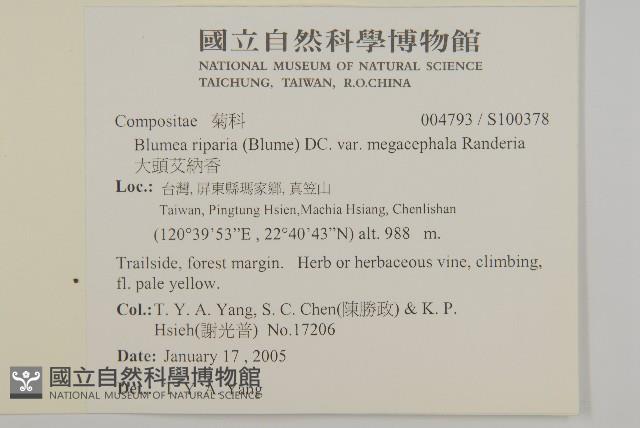 國立自然科學博物館
NATIONAL MUSEUM OF NATURAL SCIENCE
TAICHUNG, TAIWAN, R.O.CHINA
Compositae 菊科 004793 / S100378
Blumea riparia (Blume) DC. var. megacephala Randeria
大頭艾納香
Loc.: 台灣, 屏東縣瑪家鄉, 真笠山
Taiwan, Pingtung Hsien,Machia Hsiang, Chenlishan
(120°39’53”E , 22°40’43”N) alt. 988 m.
Trailside, forest margin. Herb or herbaceous vine, climbing,
fl. pale yellow.
Col.: T. Y. A. Yang, S. C. Chen(陳勝政) & K. P.
Hsieh(謝光普) No.17206
Date: January 17 , 2005
Det.: T. Y. A. Yang
國立自然科學博物館
NATIONAL MUSEUM OF NATURAL SCIENCE